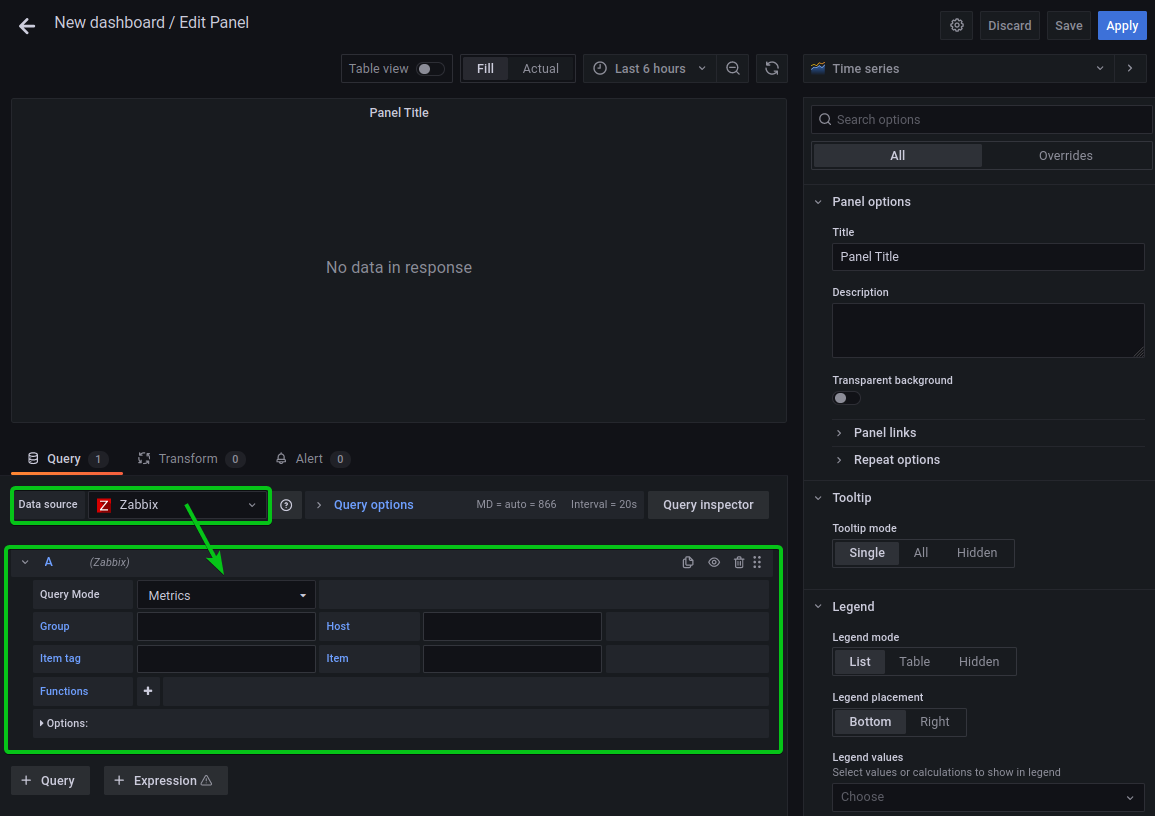 New dashboard / Edit Panel
Discard
Save
Apply
Table view
Fill
Actual
Last 6 hours
Time series
Panel Title
No data in response
Search options
All
Overrides
Panel options
Title
Panel Title
Description
Transparent background
Panel links
Repeat options
Tooltip
Tooltip mode
Single
All
Hidden
Legend
Legend mode
List
Table
Hidden
Legend placement
Bottom
Right
Legend values
Select values or calculations to show in legend
Choose
Query 1
Transform 0
Alert 0
Data source
Z Zabbix
Query options
MD = auto = 866
Interval = 20s
Query inspector
A (Zabbix)
Query Mode
Metrics
Group
Host
Item tag
Item
Functions
+
Options:
+ Query
+ Expression